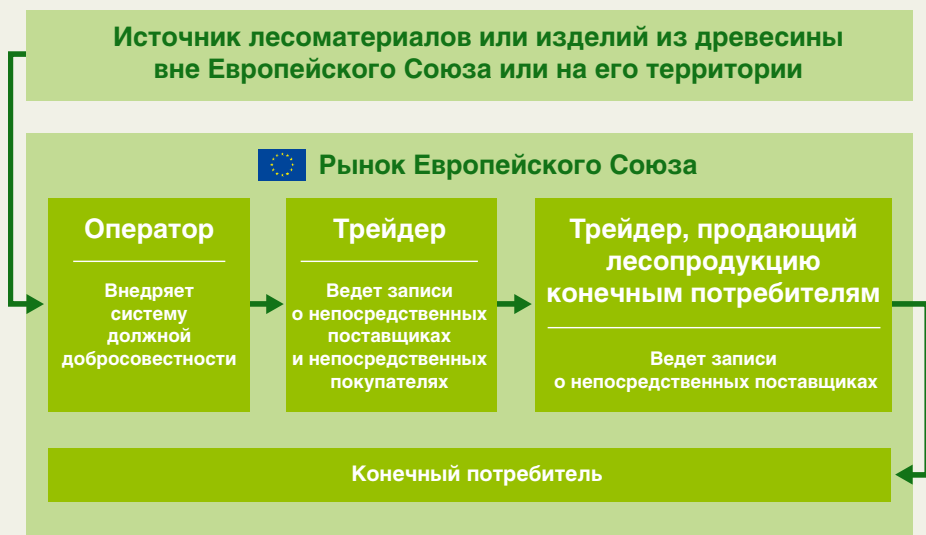 Источник лесоматериалов или изделий из древесины
вне Европейского Союза или на его территории
Рынок Европейского Союза
Оператор
Внедряет
систему
должной
добросовестности
Трейдер
Ведет записи
о непосредственных
поставщиках
и непосредственных
покупателях
Трейдер, продающий
лесопродукцию
конечным потребителям
Ведет записи
о непосредственных поставщиках
Конечный потребитель